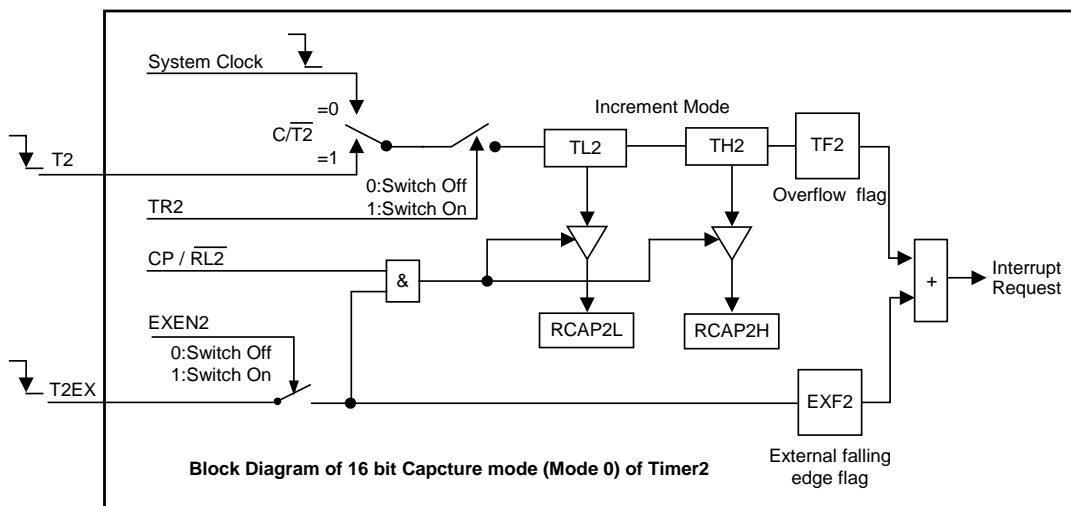 System Clock
=0
C/T2
=1
T2
0:Switch Off
1:Switch On
TR2
Increment Mode
TL2
TH2
TF2
Overflow flag
CP / RL2
&
+
Interrupt
Request
RCAP2L
RCAP2H
EXEN2
0:Switch Off
1:Switch On
T2EX
EXF2
External falling
edge flag
Block Diagram of 16 bit Capcture mode (Mode 0) of Timer2